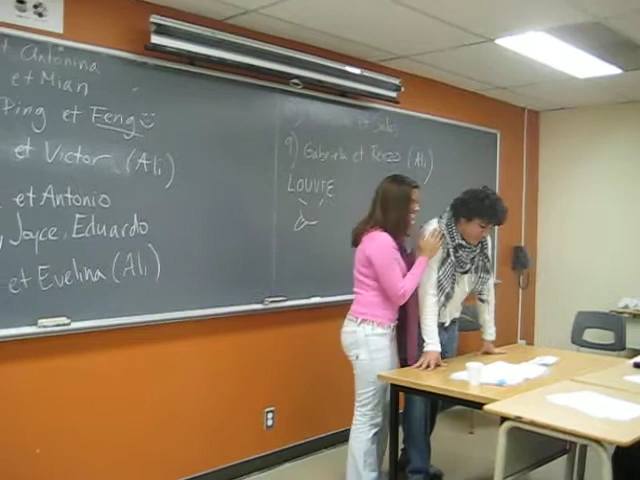 et Antonina
et Mian
Ping et Feng
et Victor (Ali)
et Antonio
Joyce, Eduardo
et Evelina (Ali)
et
9) Gabriela et Renzo (Ali)
LOUVRE